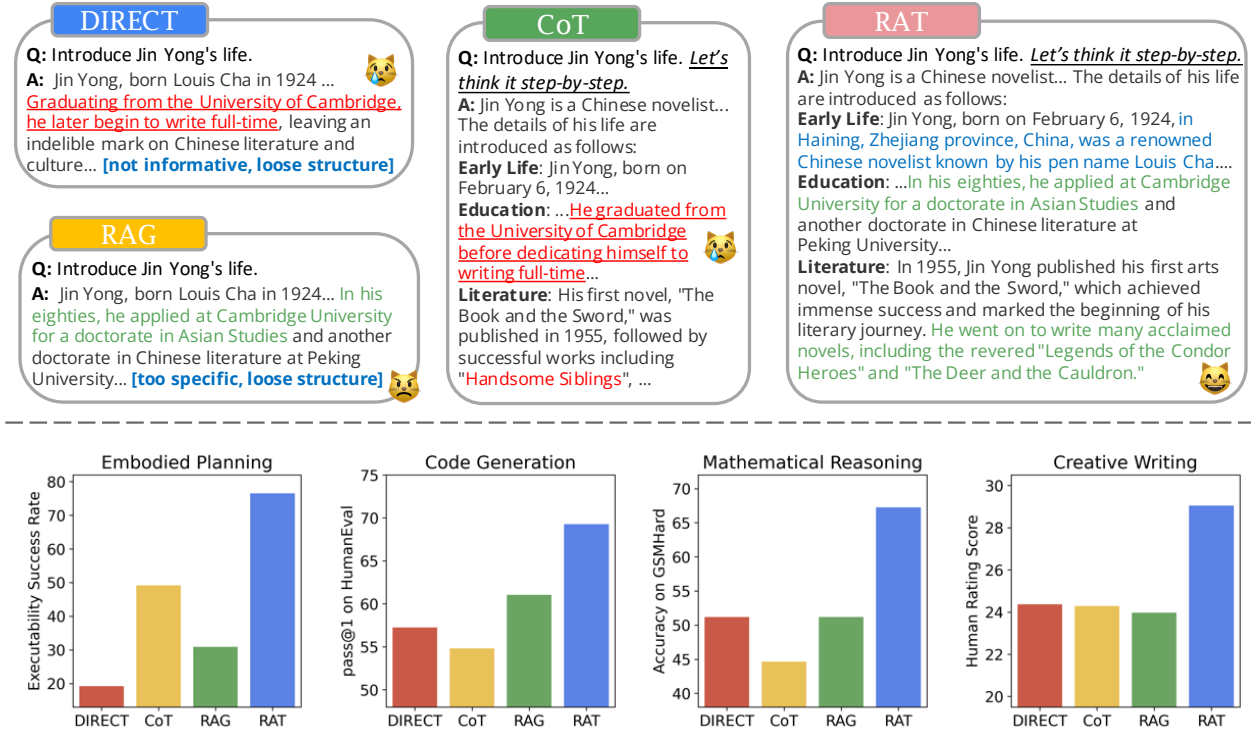 DIRECT
Q: Introduce Jin Yong's life.
A: Jin Yong, born Louis Cha in 1924 ...
Graduating from the University of Cambridge,
he later begin to write full-time, leaving an
indelible mark on Chinese literature and
culture... [not informative, loose structure]
RAG
Q: Introduce Jin Yong's life.
A: Jin Yong, born Louis Cha in 1924... In his
eighties, he applied at Cambridge University
for a doctorate in Asian Studies and another
doctorate in Chinese literature at Peking
University... [too specific, loose structure]
CoT
Q: Introduce Jin Yong's life. Let's
think it step-by-step.
A: Jin Yong is a Chinese novelist...
The details of his life are
introduced as follows:
Early Life: Jin Yong, born on
February 6, 1924...
Education: ...He graduated from
the University of Cambridge
before dedicating himself to
writing full-time...
Literature: His first novel, "The
Book and the Sword," was
published in 1955, followed by
successful works including
"Handsome Siblings", ...
RAT
Q: Introduce Jin Yong's life. Let's think it step-by-step.
A: Jin Yong is a Chinese novelist... The details of his life
are introduced as follows:
Early Life: Jin Yong, born on February 6, 1924, in
Haining, Zhejiang province, China, was a renowned
Chinese novelist known by his pen name Louis Cha....
Education: ...In his eighties, he applied at Cambridge
University for a doctorate in Asian Studies and
another doctorate in Chinese literature at
Peking University...
Literature: In 1955, Jin Yong published his first arts
novel, "The Book and the Sword," which achieved
immense success and marked the beginning of his
literary journey. He went on to write many acclaimed
novels, including the revered "Legends of the Condor
Heroes" and "The Deer and the Cauldron."
Embodied Planning
Executability Success Rate
80
70
60
50
40
30
20
DIRECT CoT RAG RAT
Code Generation
pass@1 on HumanEval
75
70
65
60
55
50
DIRECT CoT RAG RAT
Mathematical Reasoning
Accuracy on GSMHard
70
65
60
55
50
45
40
DIRECT CoT RAG RAT
Creative Writing
Human Rating Score
30
28
26
24
22
20
DIRECT CoT RAG RAT